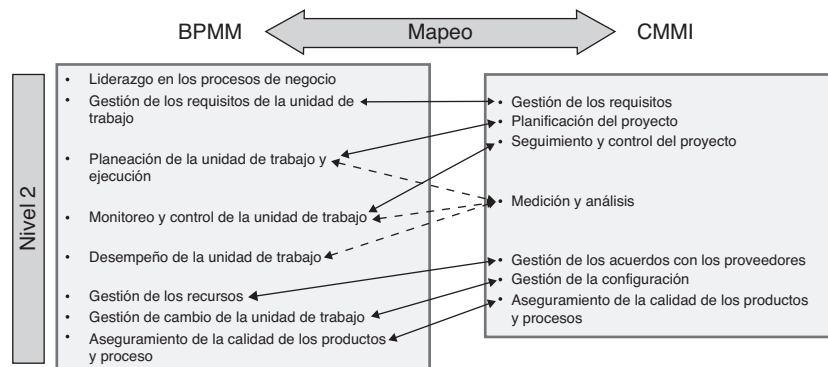 BPMM
Mapeo
CMMI
Nivel 2
• Liderazgo en los procesos de negocio
• Gestión de los requisitos de la unidad de
trabajo
• Planeación de la unidad de trabajo y
ejecución
• Monitoreo y control de la unidad de trabajo
• Desempeño de la unidad de trabajo
• Gestión de los recursos
• Gestión de cambio de la unidad de trabajo
• Aseguramiento de la calidad de los productos
y proceso
• Gestión de los requisitos
• Planificación del proyecto
• Seguimiento y control del proyecto
• Medición y análisis
• Gestión de los acuerdos con los proveedores
• Gestión de la configuración
• Aseguramiento de la calidad de los productos
y procesos